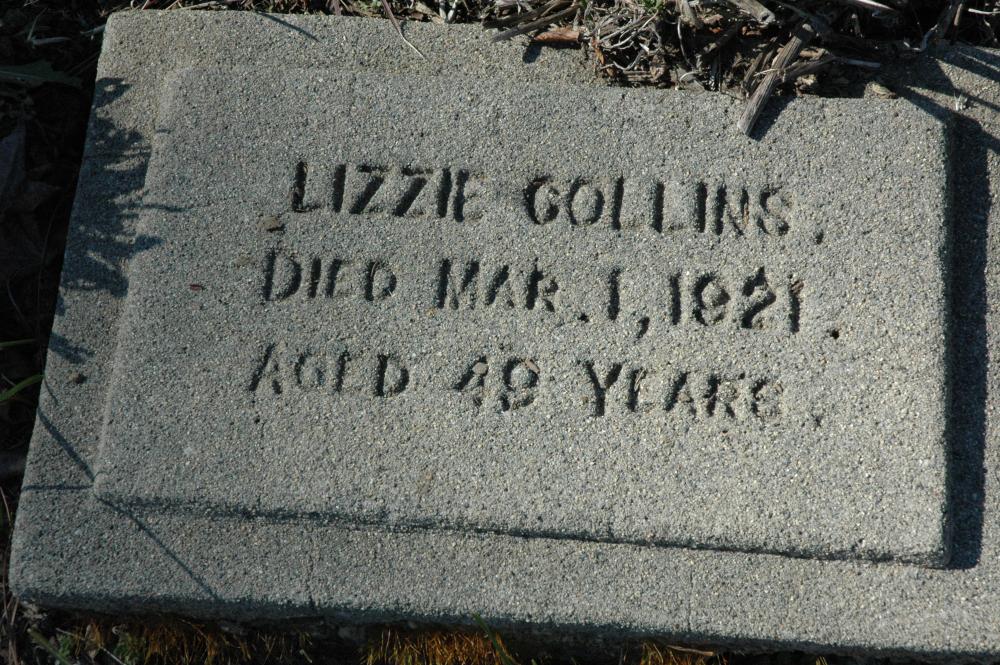 LIZZIE COLLINS.
DIED MAR. 1, 1921.
AGED 49 YEARS.